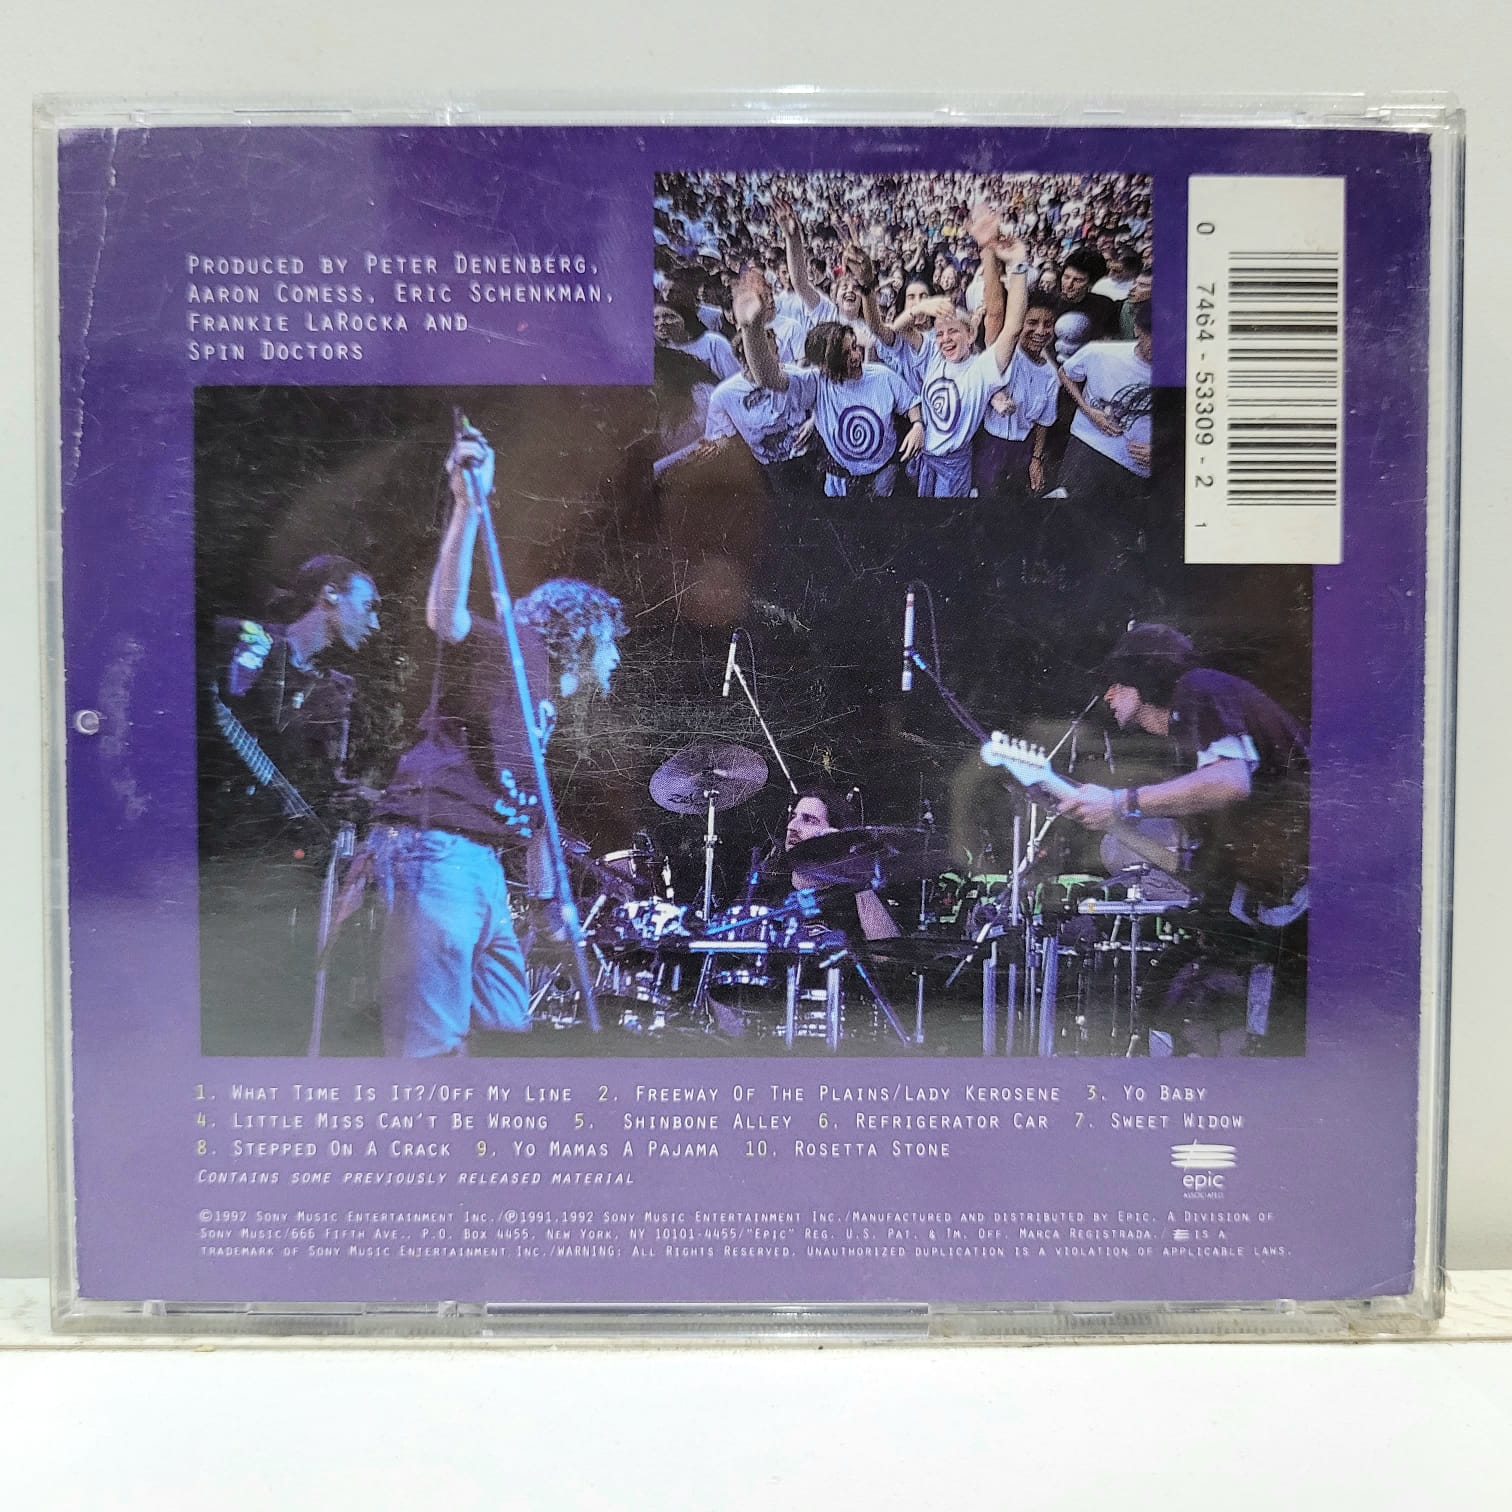 PRODUCED BY PETER DENENBERG,
AARON COMESS, ERIC SCHENKMAN,
FRANKIE LAROCKA AND
SPIN DOCTORS
0 7464-53309-2 1
1. WHAT TIME IS IT?/OFF MY LINE 2. FREEWAY OF THE PLAINS/LADY KEROSENE 3. YO BABY
4. LITTLE MISS CAN'T BE WRONG 5. SHINBONE ALLEY 6. REFRIGERATOR CAR 7. SWEET WIDOW
8. STEPPED ON A CRACK 9. YO MAMAS A PAJAMA 10. ROSETTA STONE
CONTAINS SOME PREVIOUSLY RELEASED MATERIAL
epic
ASSOCIATED
©1992 SONY MUSIC ENTERTAINMENT INC./℗1991,1992 SONY MUSIC ENTERTAINMENT INC./MANUFACTURED AND DISTRIBUTED BY EPIC, A DIVISION OF
SONY MUSIC/666 FIFTH AVE., P.O. BOX 4455, NEW YORK, NY 10101-4455/"EPIC" REG. U.S. PAT. & TM. OFF. MARCA REGISTRADA./ IS A
TRADEMARK OF SONY MUSIC ENTERTAINMENT INC./WARNING: ALL RIGHTS RESERVED. UNAUTHORIZED DUPLICATION IS A VIOLATION OF APPLICABLE LAWS.